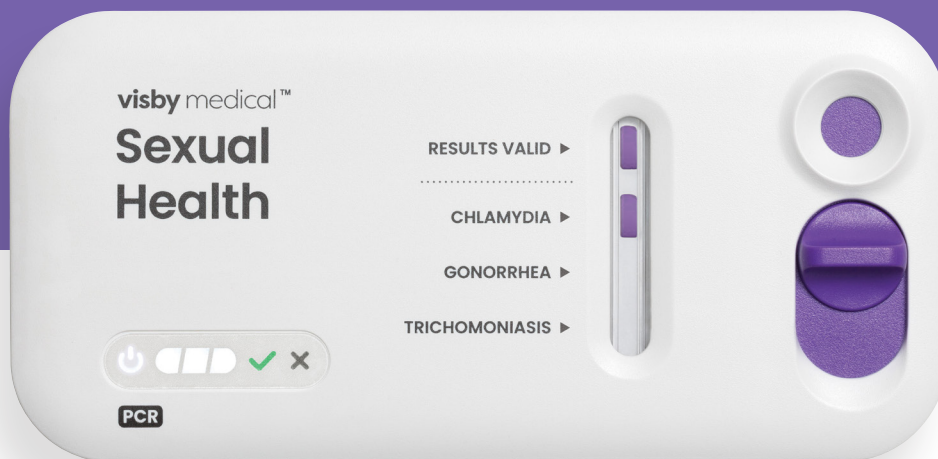 visby medical™
Sexual
Health
RESULTS VALID ▶
CHLAMYDIA ▶
GONORRHEA ▶
TRICHOMONIASIS ▶
PCR